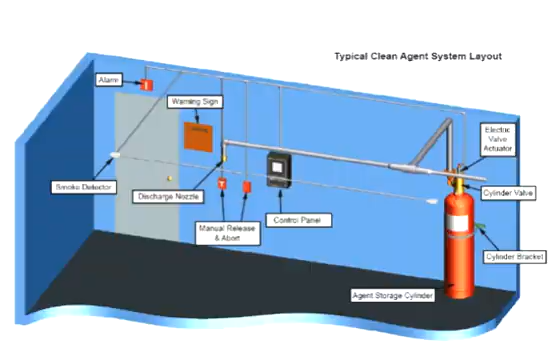 Typical Clean Agent System Layout
Alarm
Warning Sign
Electric
Valve
Actuator
Smoke Detector
Discharge Nozzle
Cylinder Valve
Manual Release
& Abort
Control Panel
Cylinder Bracket
Agent Storage Cylinder